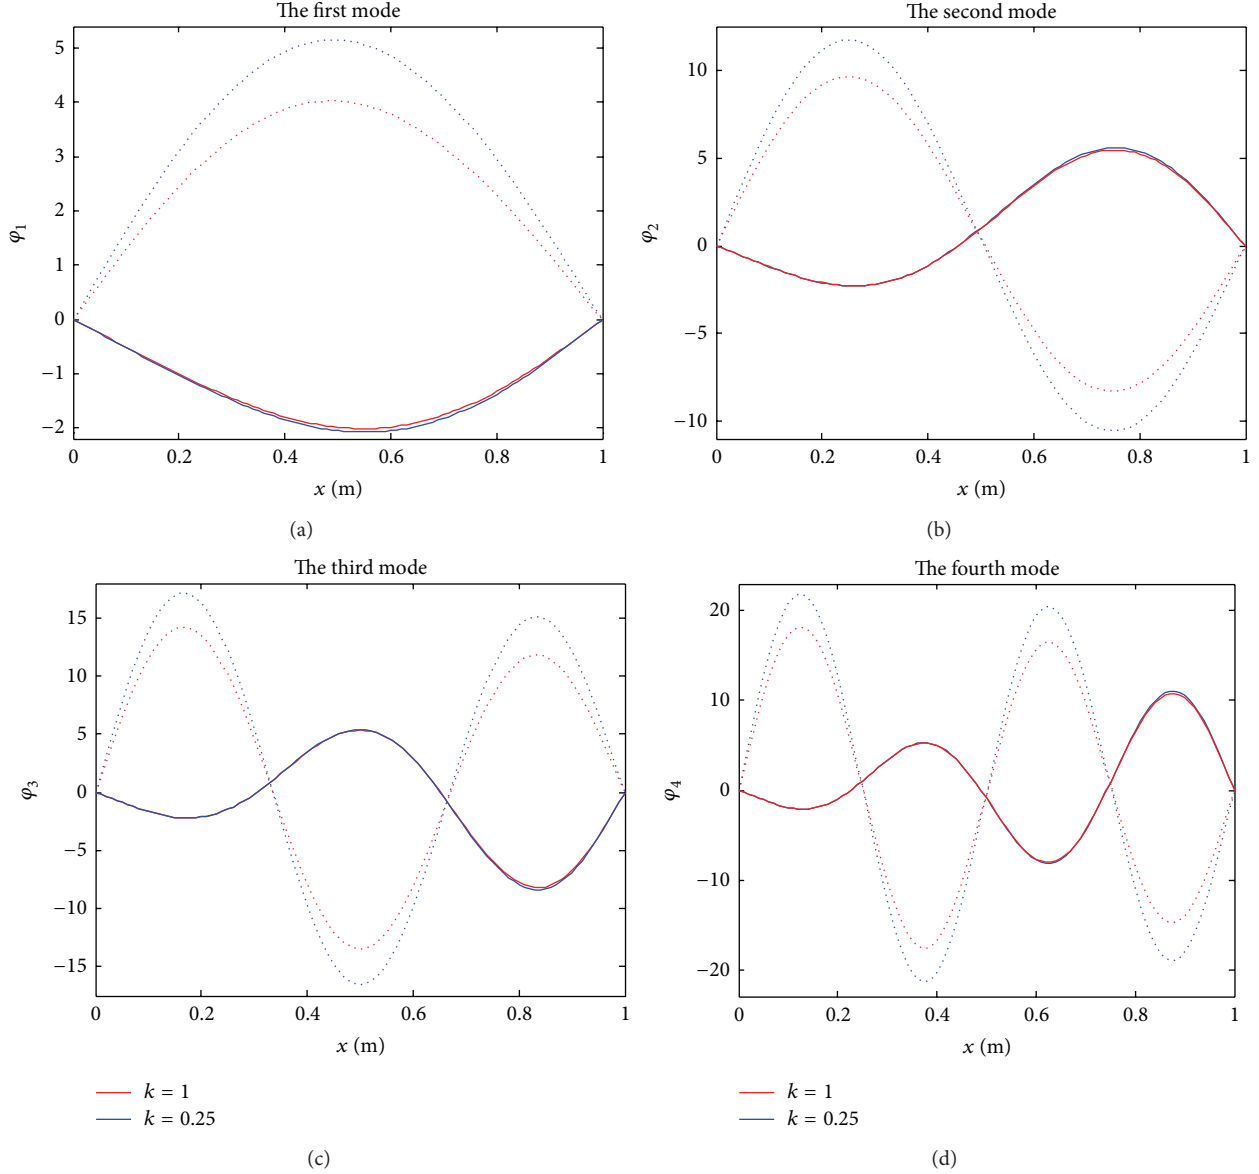 The first mode
5
4
3
2
1
0
−1
−2
φ1
0 0.2 0.4 0.6 0.8 1
x (m)
(a)
The second mode
10
5
0
−5
−10
φ2
0 0.2 0.4 0.6 0.8 1
x (m)
(b)
The third mode
15
10
5
0
−5
−10
−15
φ3
0 0.2 0.4 0.6 0.8 1
x (m)
k = 1
k = 0.25
(c)
The fourth mode
20
10
0
−10
−20
φ4
0 0.2 0.4 0.6 0.8 1
x (m)
k = 1
k = 0.25
(d)